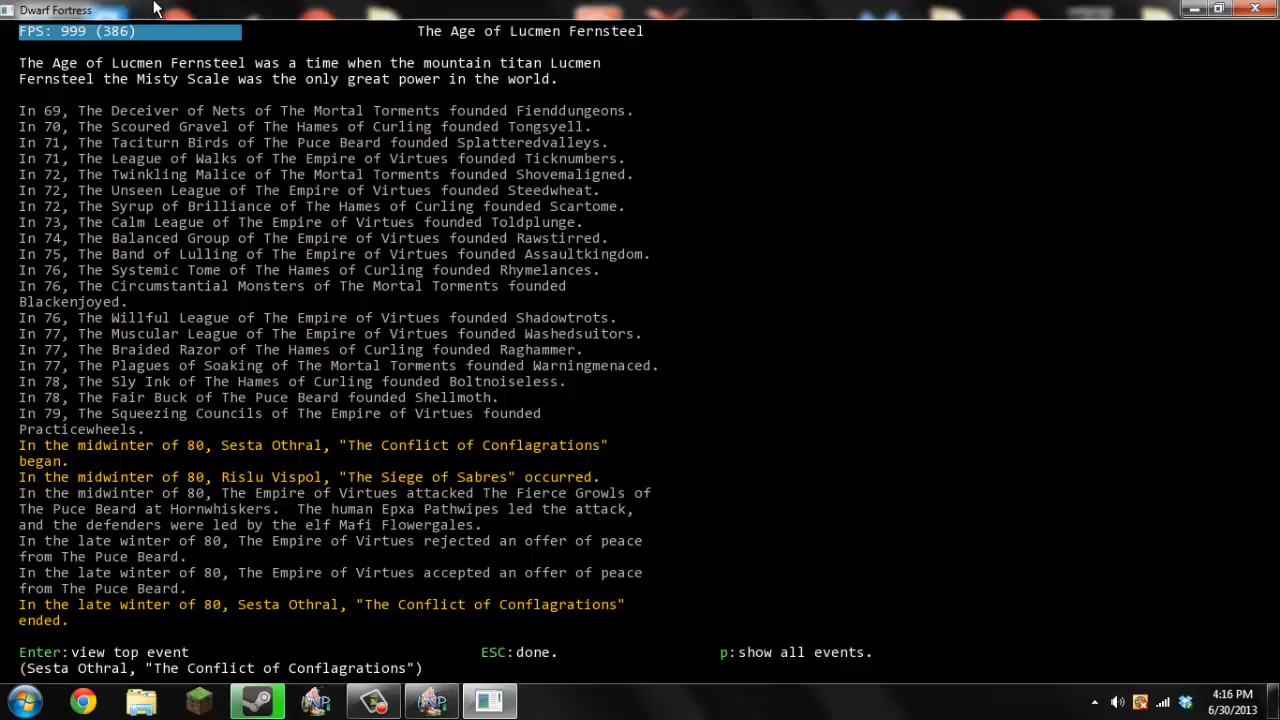 Dwarf Fortress
FPS: 999 (386)
The Age of Lucmen Fernsteel
The Age of Lucmen Fernsteel was a time when the mountain titan Lucmen
Fernsteel the Misty Scale was the only great power in the world.
In 69, The Deceiver of Nets of The Mortal Torments founded Fienddungeons.
In 70, The Scoured Gravel of The Hames of Curling founded Tongsyell.
In 71, The Taciturn Birds of The Puce Beard founded Splatteredvalleys.
In 71, The League of Walks of The Empire of Virtues founded Ticknumbers.
In 72, The Twinkling Malice of The Mortal Torments founded Shovemaligned.
In 72, The Unseen League of The Empire of Virtues founded Steedwheat.
In 72, The Syrup of Brilliance of The Hames of Curling founded Scartome.
In 73, The Calm League of The Empire of Virtues founded Toldplunge.
In 74, The Balanced Group of The Empire of Virtues founded Rawstirred.
In 75, The Band of Lulling of The Empire of Virtues founded Assaultkingdom.
In 76, The Systemic Tome of The Hames of Curling founded Rhymelances.
In 76, The Circumstantial Monsters of The Mortal Torments founded
Blackenjoyed.
In 76, The Willful League of The Empire of Virtues founded Shadowtrots.
In 77, The Muscular League of The Empire of Virtues founded Washedsuitors.
In 77, The Braided Razor of The Hames of Curling founded Raghammer.
In 77, The Plagues of Soaking of The Mortal Torments founded Warningmenaced.
In 78, The Sly Ink of The Hames of Curling founded Boltnoiseless.
In 78, The Fair Buck of The Puce Beard founded Shellmoth.
In 79, The Squeezing Councils of The Empire of Virtues founded
Practicewheels.
In the midwinter of 80, Sesta Othral, "The Conflict of Conflagrations"
began.
In the midwinter of 80, Rislu Vispol, "The Siege of Sabres" occurred.
In the midwinter of 80, The Empire of Virtues attacked The Fierce Growls of
The Puce Beard at Hornwhiskers.  The human Epxa Pathwipes led the attack,
and the defenders were led by the elf Mafi Flowergales.
In the late winter of 80, The Empire of Virtues rejected an offer of peace
from The Puce Beard.
In the late winter of 80, The Empire of Virtues accepted an offer of peace
from The Puce Beard.
In the late winter of 80, Sesta Othral, "The Conflict of Conflagrations"
ended.
Enter:view top event
ESC:done.
p:show all events.
(Sesta Othral, "The Conflict of Conflagrations")
4:16 PM
6/30/2013